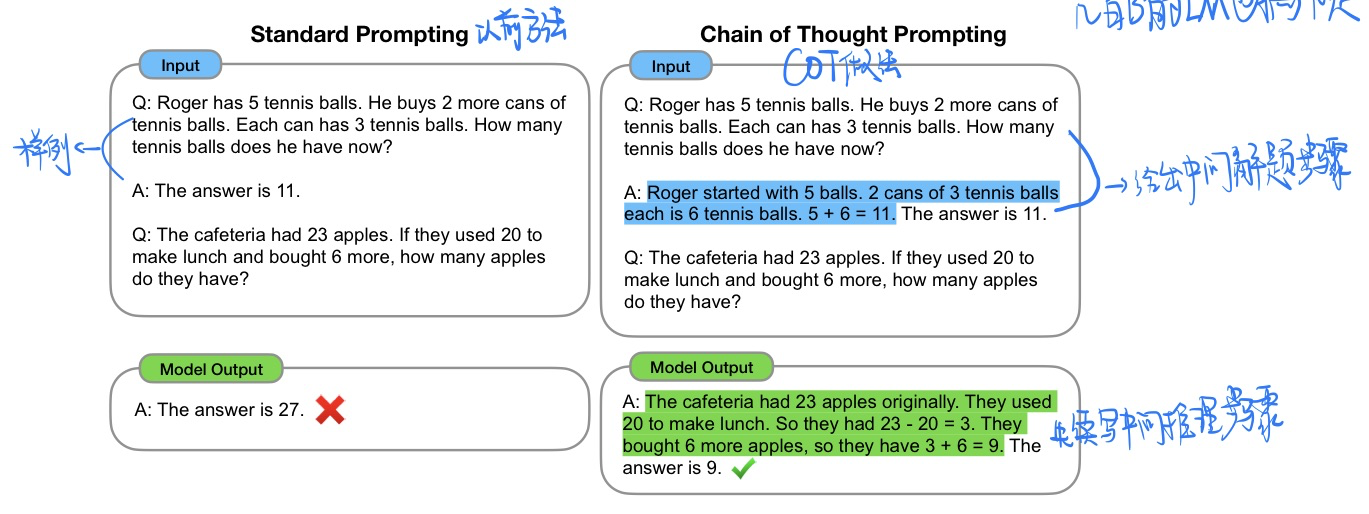 Standard Prompting 以前方法
Input
Q: Roger has 5 tennis balls. He buys 2 more cans of
tennis balls. Each can has 3 tennis balls. How many
tennis balls does he have now?
样例
A: The answer is 11.
Q: The cafeteria had 23 apples. If they used 20 to
make lunch and bought 6 more, how many apples
do they have?
Model Output
A: The answer is 27.
Chain of Thought Prompting
COT做法
Input
Q: Roger has 5 tennis balls. He buys 2 more cans of
tennis balls. Each can has 3 tennis balls. How many
tennis balls does he have now?
A: Roger started with 5 balls. 2 cans of 3 tennis balls
each is 6 tennis balls. 5 + 6 = 11. The answer is 11.
给出中间解题步骤
Q: The cafeteria had 23 apples. If they used 20 to
make lunch and bought 6 more, how many apples
do they have?
Model Output
A: The cafeteria had 23 apples originally. They used
20 to make lunch. So they had 23 - 20 = 3. They
bought 6 more apples, so they have 3 + 6 = 9. The
answer is 9.
写中间推理步骤